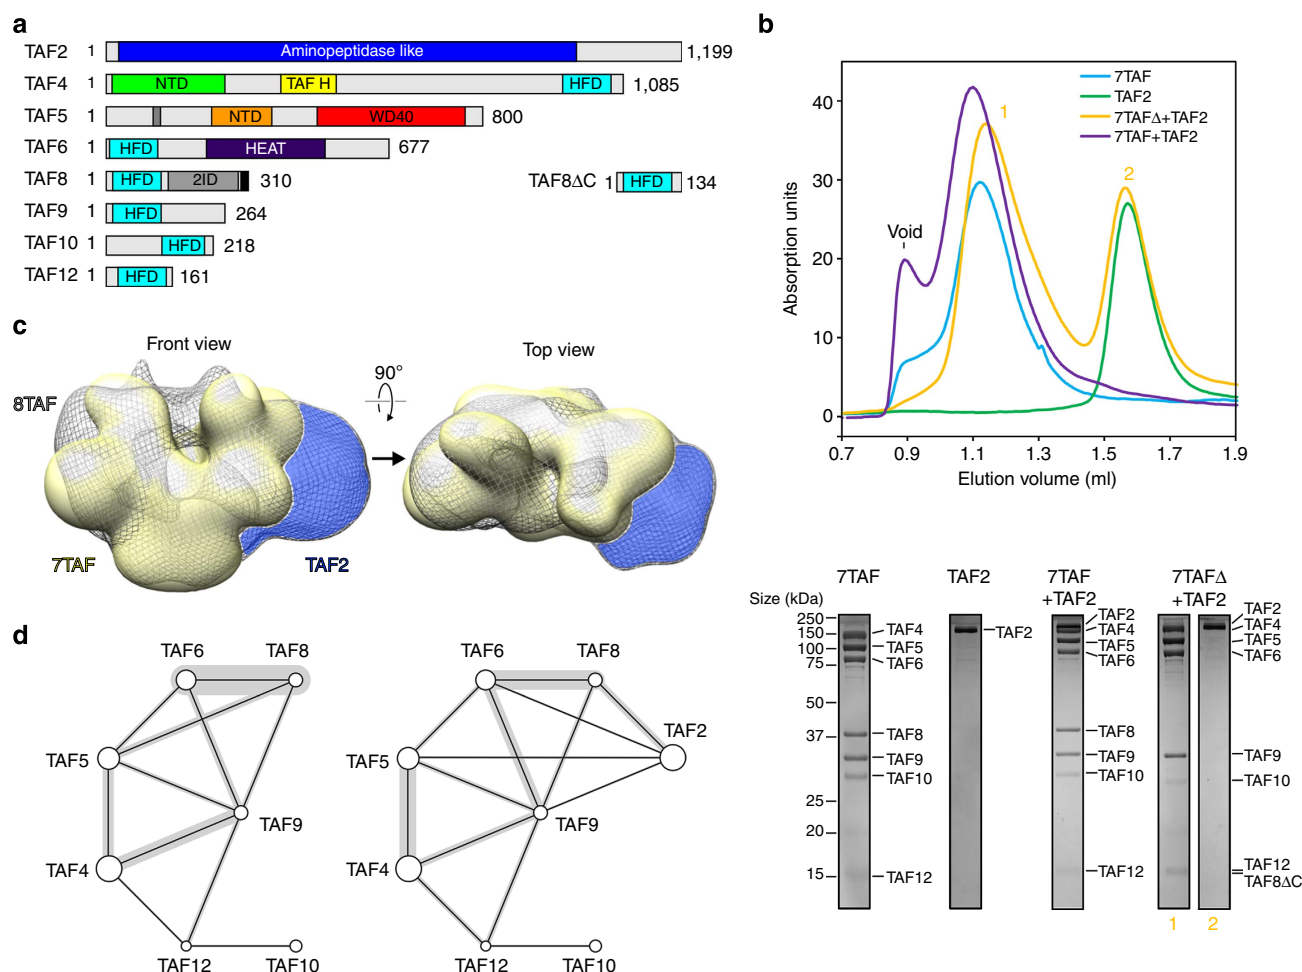 a
TAF2 1 Aminopeptidase like 1,199
TAF4 1 NTD TAF H HFD 1,085
TAF5 1 NTD WD40 800
TAF6 1 HFD HEAT 677
TAF8 1 HFD 2ID 310
TAF8ΔC 1 HFD 134
TAF9 1 HFD 264
TAF10 1 HFD 218
TAF12 1 HFD 161
b
7TAF
TAF2
7TAFΔ+TAF2
7TAF+TAF2
1
2
Void
Absorption units
40
30
20
10
0
0.7 0.9 1.0 1.3 1.5 1.7 1.9
Elution volume (ml)
7TAF
TAF2
7TAF
+TAF2
7TAFΔ
+TAF2
Size (kDa)
250
150
100
75
50
37
25
20
15
TAF4
TAF5
TAF6
TAF8
TAF9
TAF10
TAF12
TAF2
TAF2
TAF4
TAF5
TAF6
TAF8
TAF9
TAF10
TAF12
TAF2
TAF4
TAF5
TAF6
TAF9
TAF10
TAF12
TAF8ΔC
1 2
c
Front view
Top view
90°
8TAF
7TAF
TAF2
d
TAF6 TAF8
TAF5
TAF9
TAF4
TAF12 TAF10
TAF6 TAF8
TAF2
TAF5
TAF9
TAF4
TAF12 TAF10